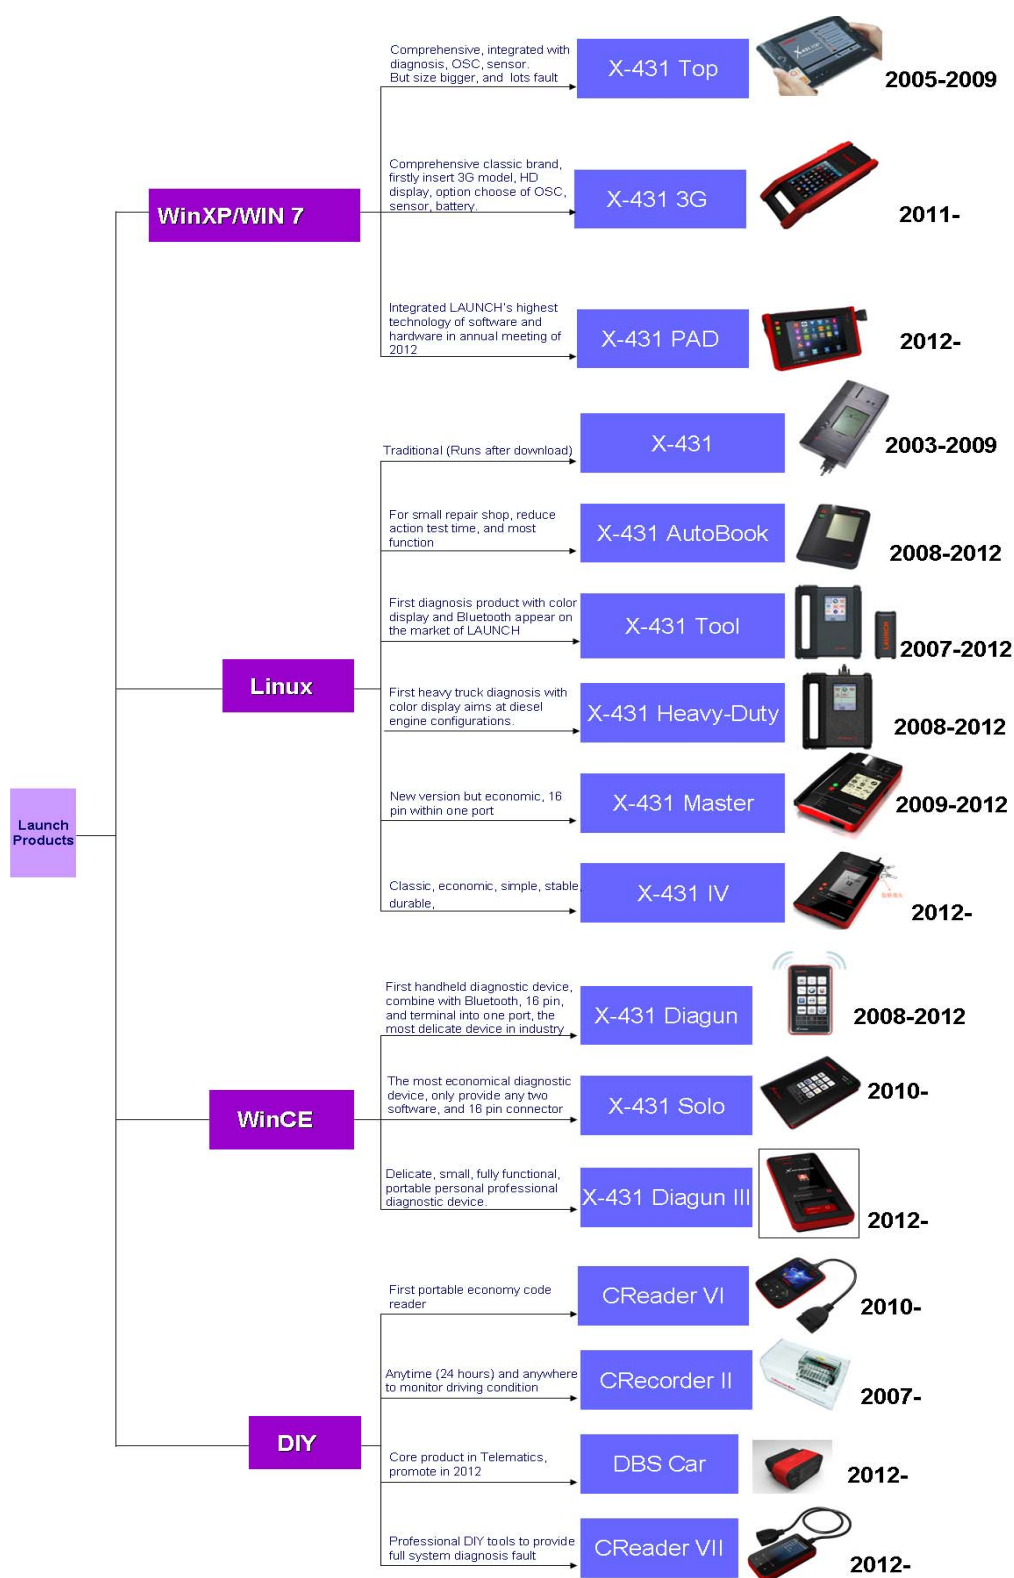 Launch
Products
WinXP/WIN 7
Comprehensive, integrated with
diagnosis, OSC, sensor.
But size bigger, and lots fault
X-431 Top
2005-2009
Comprehensive classic brand,
firstly insert 3G model, HD
display, option choose of OSC,
sensor, battery.
X-431 3G
2011-
Integrated LAUNCH's highest
technology of software and
hardware in annual meeting of
2012
X-431 PAD
2012-
Linux
Traditional (Runs after download)
X-431
2003-2009
For small repair shop, reduce
action test time, and most
function
X-431 AutoBook
2008-2012
First diagnosis product with color
display and Bluetooth appear on
the market of LAUNCH
X-431 Tool
LAUNCH
2007-2012
First heavy truck diagnosis with
color display aims at diesel
engine configurations.
X-431 Heavy-Duty
2008-2012
New version but economic, 16
pin within one port
X-431 Master
2009-2012
Classic, economic, simple, stable,
durable,
X-431 IV
2012-
WinCE
First handheld diagnostic device,
combine with Bluetooth, 16 pin,
and terminal into one port, the
most delicate device in industry
X-431 Diagun
2008-2012
The most economical diagnostic
device, only provide any two
software, and 16 pin connector
X-431 Solo
2010-
Delicate, small, fully functional,
portable personal professional
diagnostic device.
X-431 Diagun III
2012-
DIY
First portable economy code
reader
CReader VI
2010-
Anytime (24 hours) and anywhere
to monitor driving condition
CRecorder II
2007-
Core product in Telematics,
promote in 2012
DBS Car
2012-
Professional DIY tools to provide
full system diagnosis fault
CReader VII
2012-